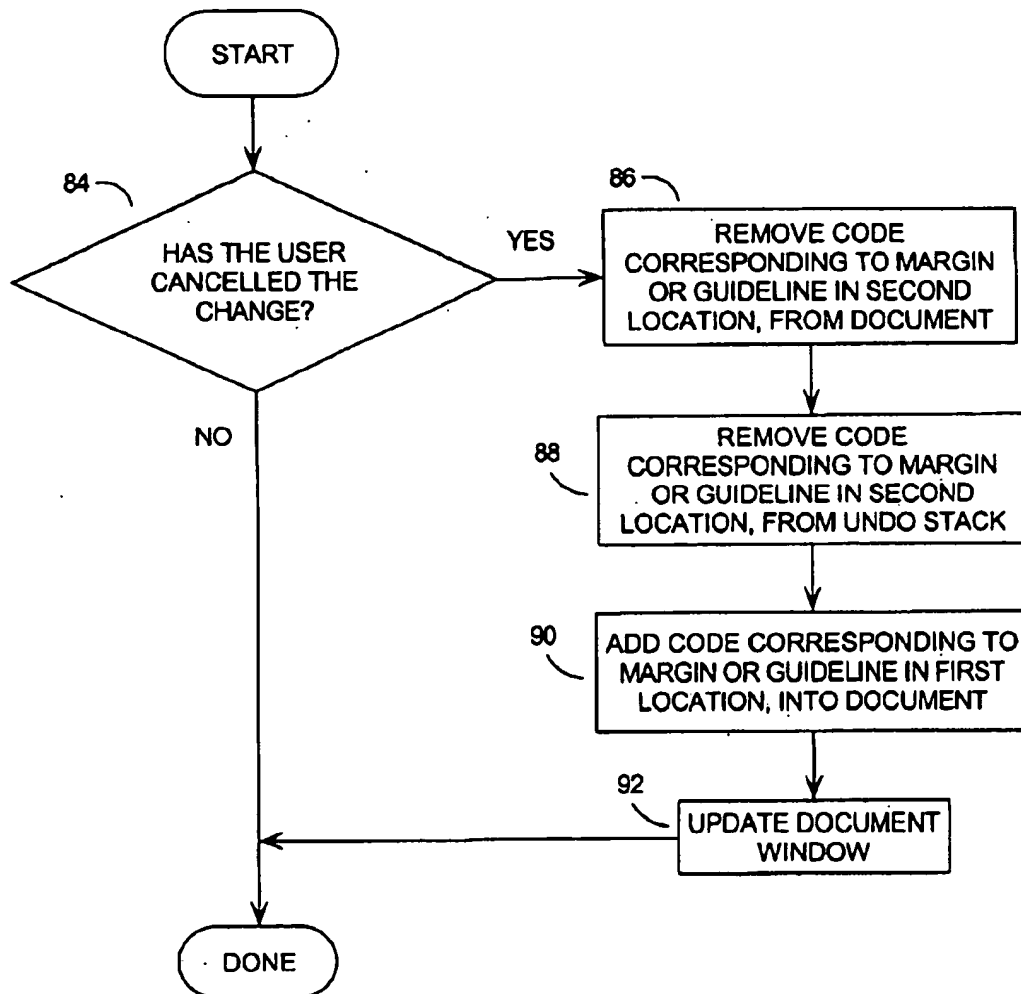 START
84
HAS THE USER
CANCELLED THE
CHANGE?
YES
NO
86
REMOVE CODE
CORRESPONDING TO MARGIN
OR GUIDELINE IN SECOND
LOCATION, FROM DOCUMENT
88
REMOVE CODE
CORRESPONDING TO MARGIN
OR GUIDELINE IN SECOND
LOCATION, FROM UNDO STACK
90
ADD CODE CORRESPONDING TO
MARGIN OR GUIDELINE IN FIRST
LOCATION, INTO DOCUMENT
92
UPDATE DOCUMENT
WINDOW
DONE